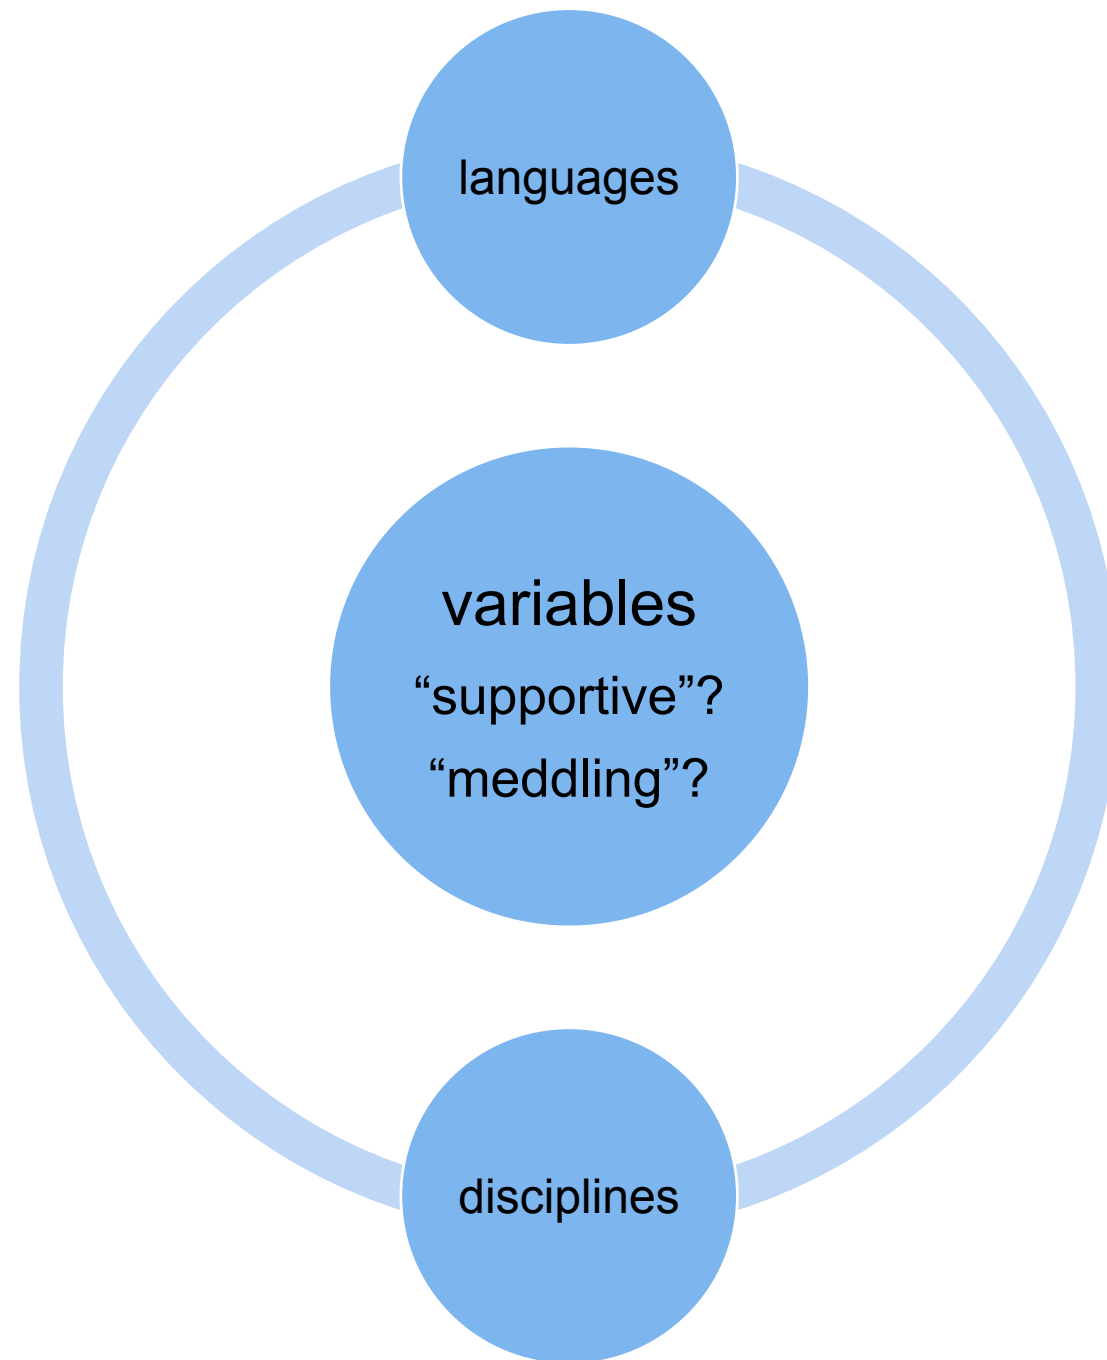 languages
variables
“supportive”?
“meddling”?
disciplines